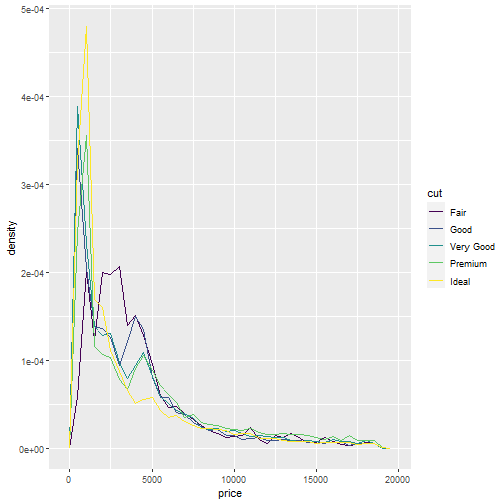 5e-04
4e-04
3e-04
2e-04
1e-04
0e+00
density
0
5000
10000
15000
20000
price
cut
Fair
Good
Very Good
Premium
Ideal